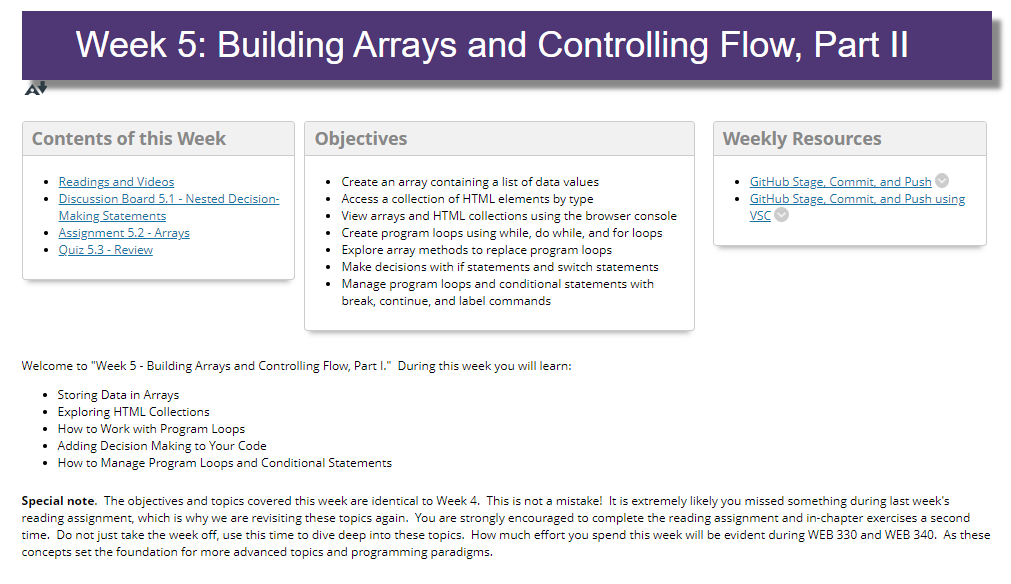 Week 5: Building Arrays and Controlling Flow, Part II
Contents of this Week
Readings and Videos
Discussion Board 5.1 - Nested Decision-
Making Statements
Assignment 5.2 - Arrays
Quiz 5.3 - Review
Objectives
Create an array containing a list of data values
Access a collection of HTML elements by type
View arrays and HTML collections using the browser console
Create program loops using while, do while, and for loops
Explore array methods to replace program loops
Make decisions with if statements and switch statements
Manage program loops and conditional statements with
break, continue, and label commands
Weekly Resources
GitHub Stage, Commit, and Push
GitHub Stage, Commit, and Push using
VSC
Welcome to "Week 5 - Building Arrays and Controlling Flow, Part I."  During this week you will learn:
Storing Data in Arrays
Exploring HTML Collections
How to Work with Program Loops
Adding Decision Making to Your Code
How to Manage Program Loops and Conditional Statements
Special note.  The objectives and topics covered this week are identical to Week 4.  This is not a mistake!  It is extremely likely you missed something during last week's
reading assignment, which is why we are revisiting these topics again.  You are strongly encouraged to complete the reading assignment and in-chapter exercises a second
time.  Do not just take the week off, use this time to dive deep into these topics.  How much effort you spend this week will be evident during WEB 330 and WEB 340.  As these
concepts set the foundation for more advanced topics and programming paradigms.